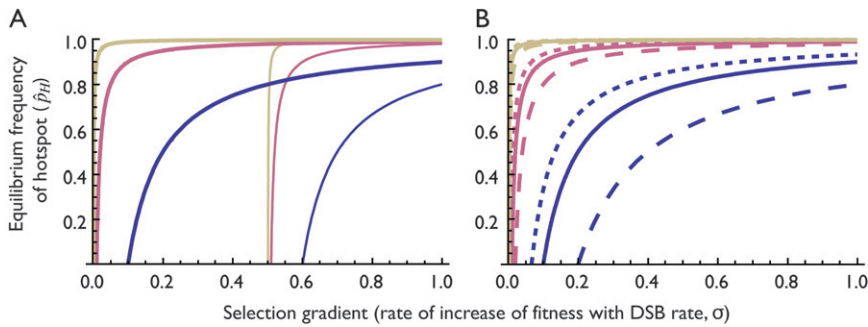 A
B
Equilibrium frequency
of hotspot (p̂H)
1.0
0.8
0.6
0.4
0.2
0.0 0.2 0.4 0.6 0.8 1.0
1.0
0.8
0.6
0.4
0.2
0.0 0.2 0.4 0.6 0.8 1.0
Selection gradient (rate of increase of fitness with DSB rate, σ)